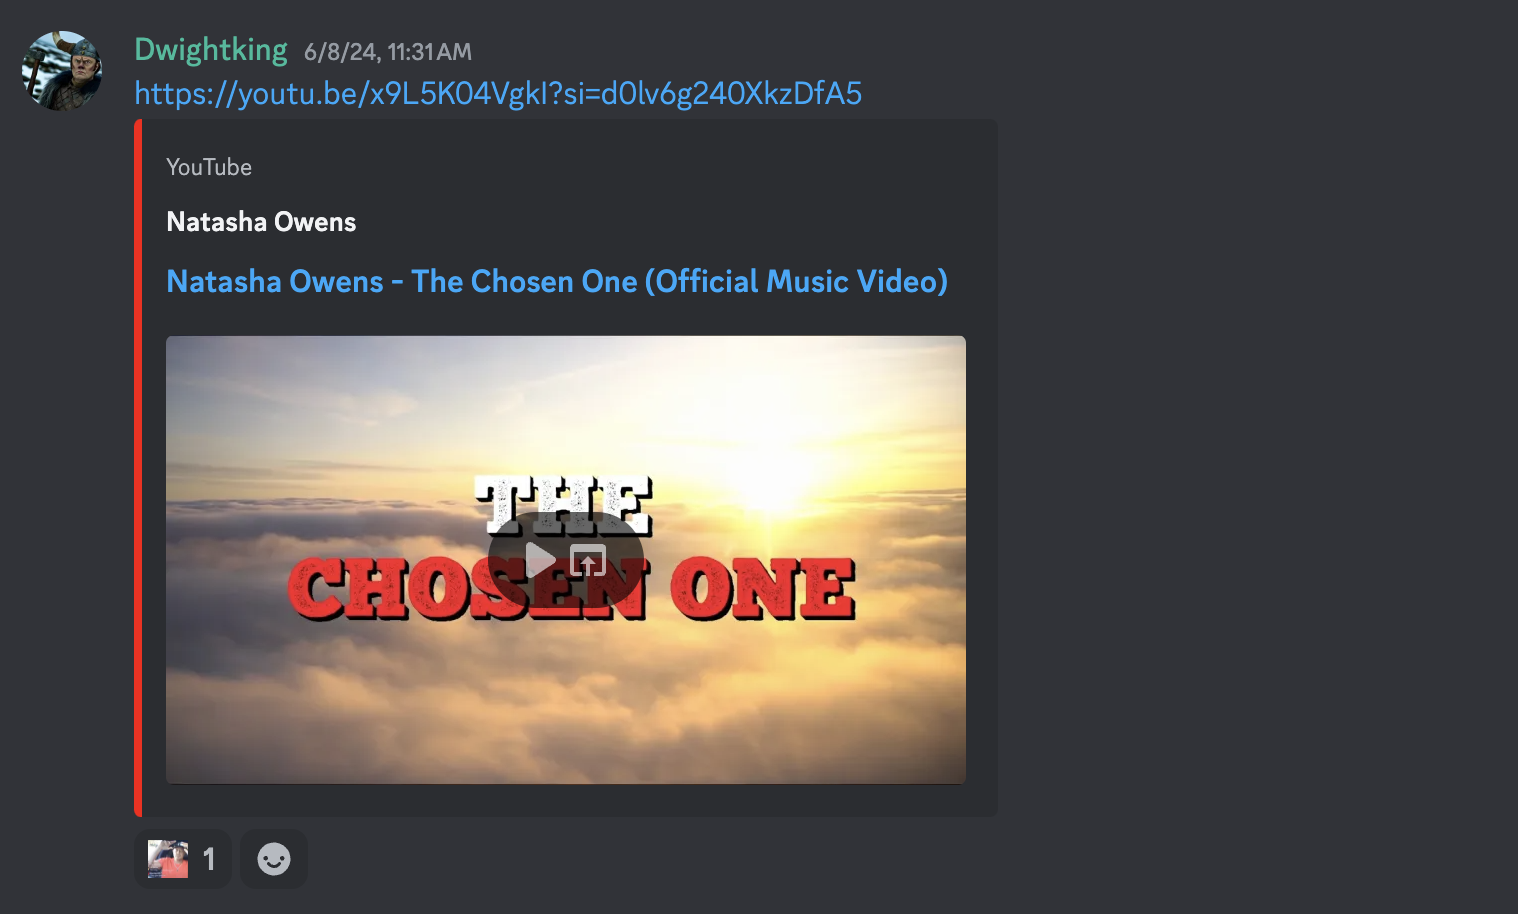 Dwightking 6/8/24, 11:31 AM
https://youtu.be/x9L5K04VgkI?si=d0lv6g240XkzDfA5
YouTube
Natasha Owens
Natasha Owens - The Chosen One (Official Music Video)
THE
CHOSEN ONE
1